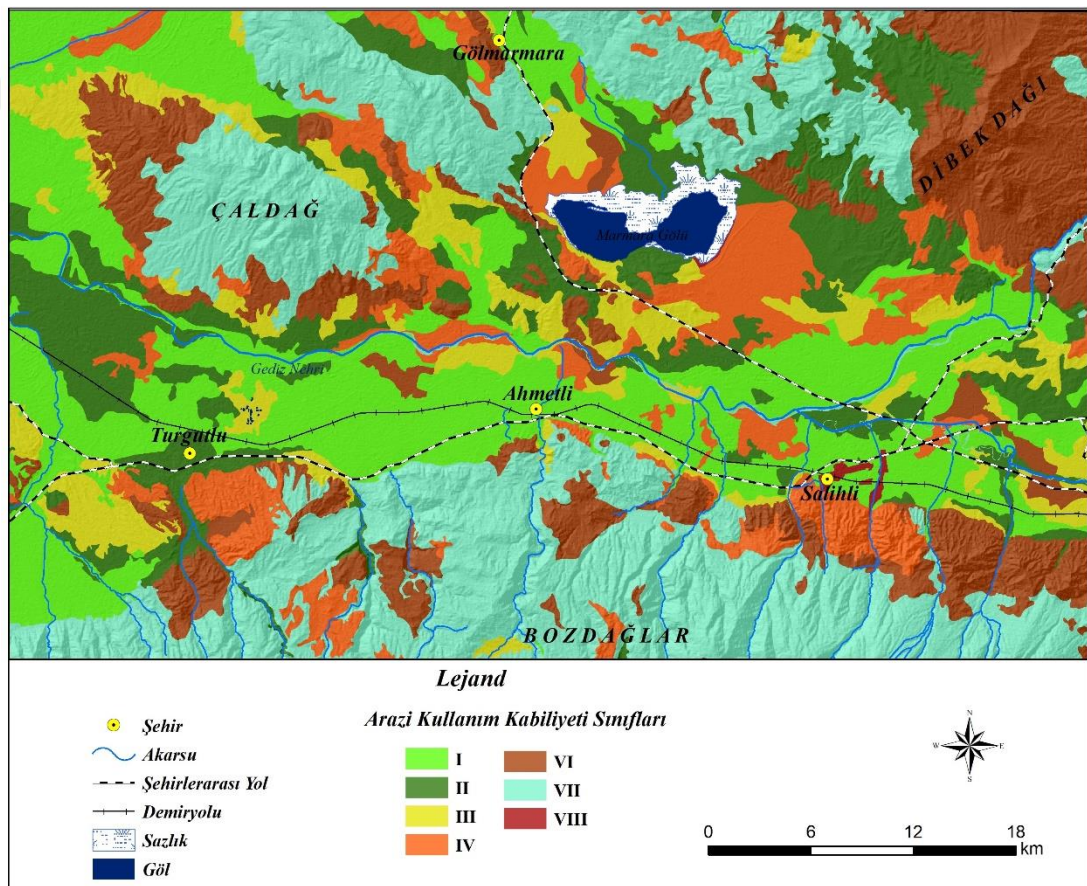 Gölmarmara
DİBEK DAĞI
ÇALDAĞ
Marmara Gölü
Gediz Nehri
Ahmetli
Turgutlu
Salihli
BOZDAĞLAR
Lejand
Şehir
Akarsu
Şehirlerarası Yol
Demiryolu
Sazlık
Göl
Arazi Kullanım Kabiliyeti Sınıfları
I
II
III
IV
VI
VII
VIII
N
W E
S
0 6 12 18
km